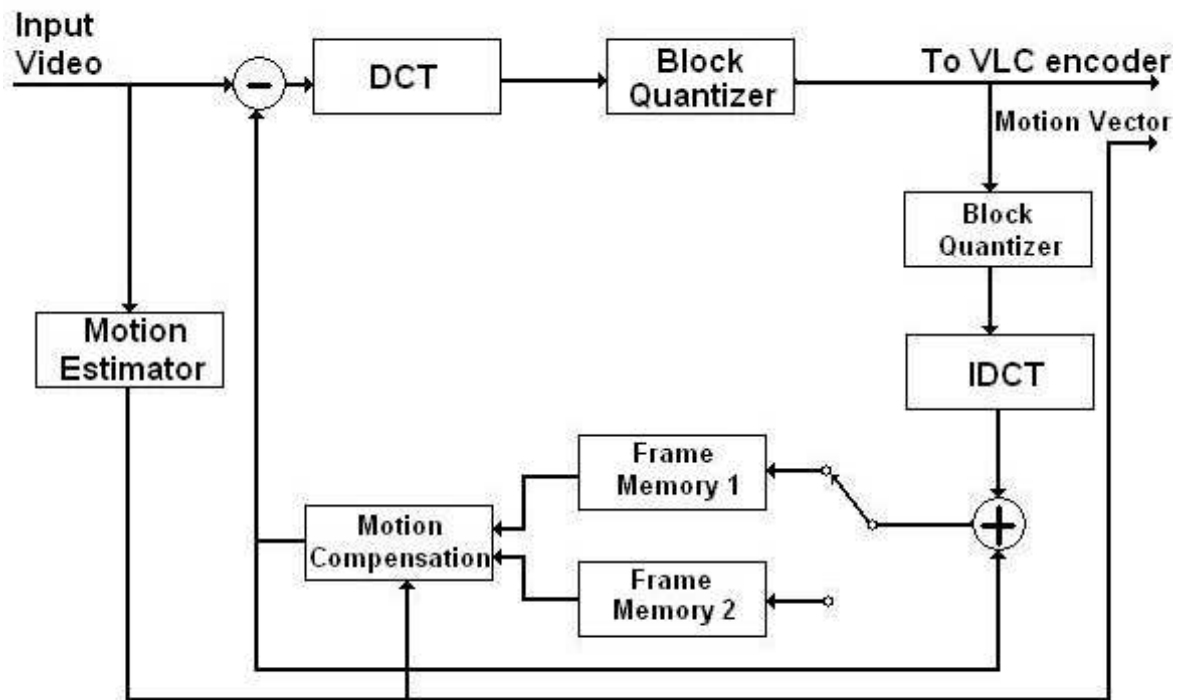 Input
Video
DCT
Block
Quantizer
To VLC encoder
Motion Vector
Block
Quantizer
Motion
Estimator
IDCT
Frame
Memory 1
Motion
Compensation
Frame
Memory 2